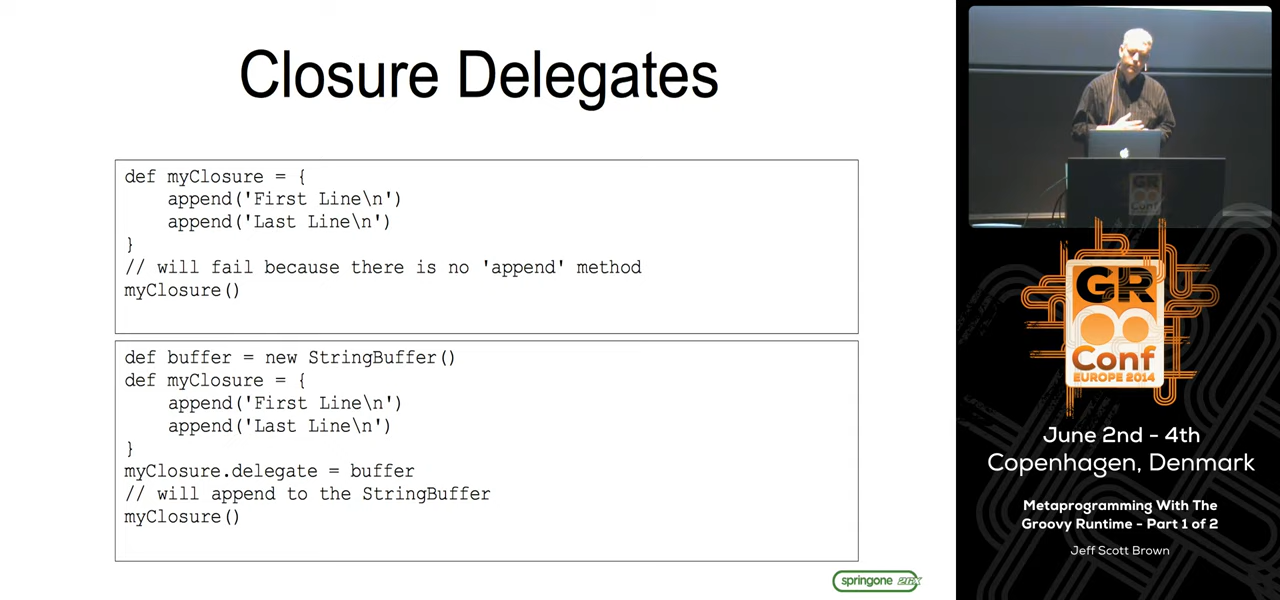 Closure Delegates
def myClosure = {
    append('First Line\n')
    append('Last Line\n')
}
// will fail because there is no 'append' method
myClosure()
def buffer = new StringBuffer()
def myClosure = {
    append('First Line\n')
    append('Last Line\n')
}
myClosure.delegate = buffer
// will append to the StringBuffer
myClosure()
springone 2GX
GR
Conf
GR
Conf
EUROPE 2014
June 2nd - 4th
Copenhagen, Denmark
Metaprogramming With The
Groovy Runtime - Part 1 of 2
Jeff Scott Brown